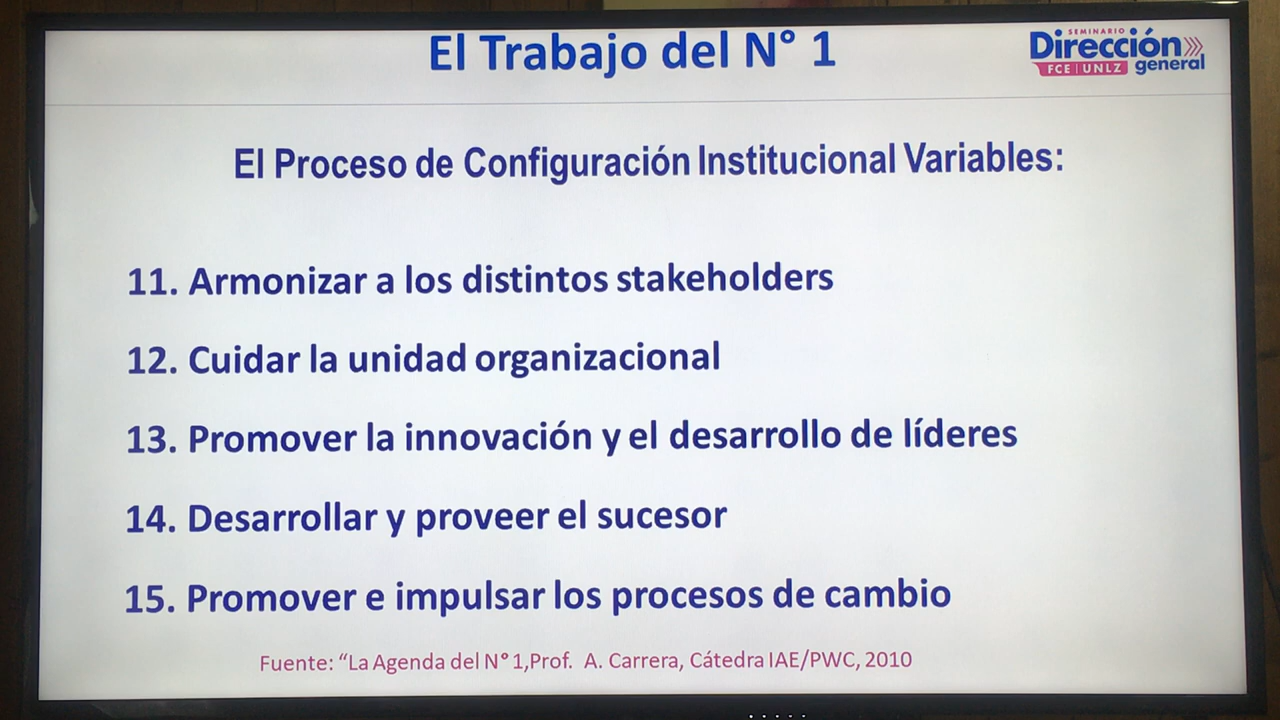 El Trabajo del N° 1
SEMINARIO
Dirección
general
FCE | UNLZ
El Proceso de Configuración Institucional Variables:
11. Armonizar a los distintos stakeholders
12. Cuidar la unidad organizacional
13. Promover la innovación y el desarrollo de líderes
14. Desarrollar y proveer el sucesor
15. Promover e impulsar los procesos de cambio
Fuente: “La Agenda del N° 1,Prof. A. Carrera, Cátedra IAE/PWC, 2010